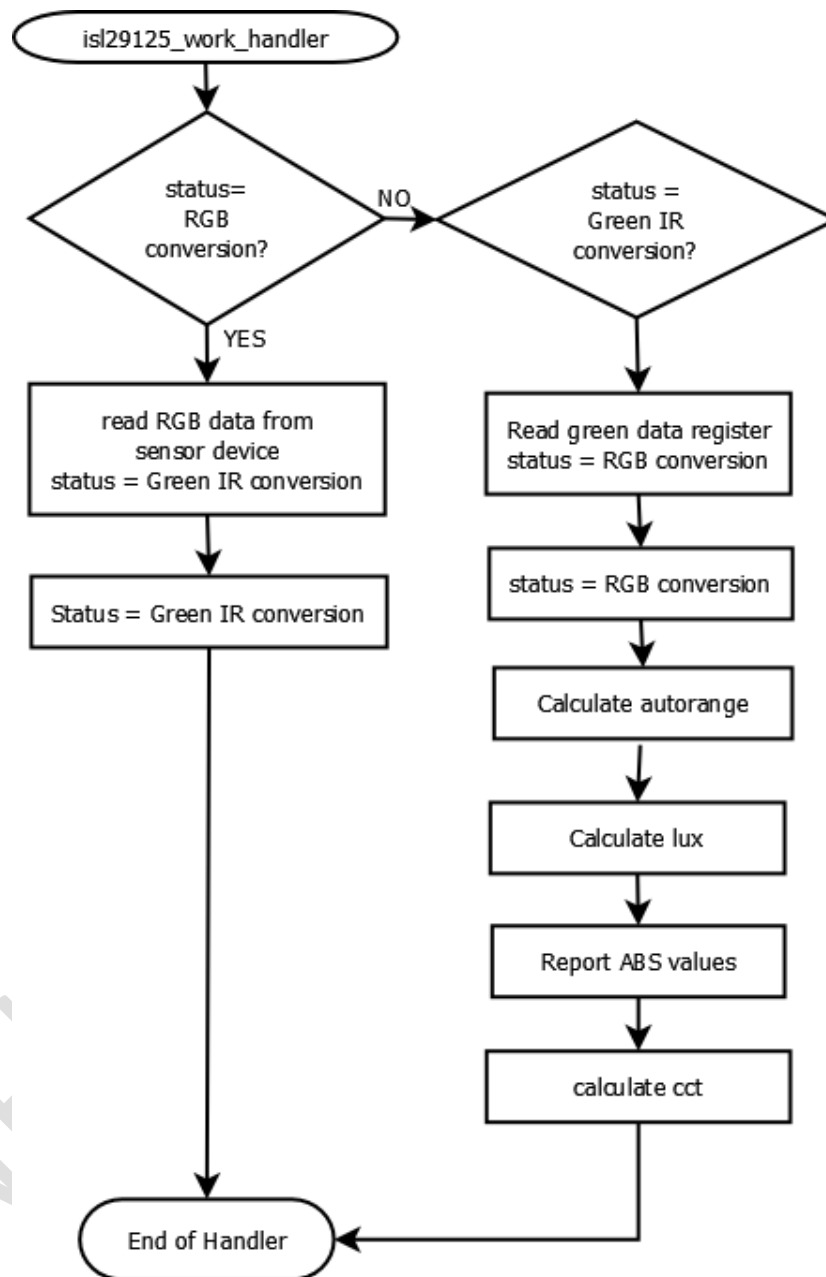 isl29125_work_handler
status=
RGB
conversion?
NO
status =
Green IR
conversion?
YES
read RGB data from
sensor device
status = Green IR conversion
Status = Green IR conversion
Read green data register
status = RGB conversion
status = RGB conversion
Calculate autorange
Calculate lux
Report ABS values
calculate cct
End of Handler